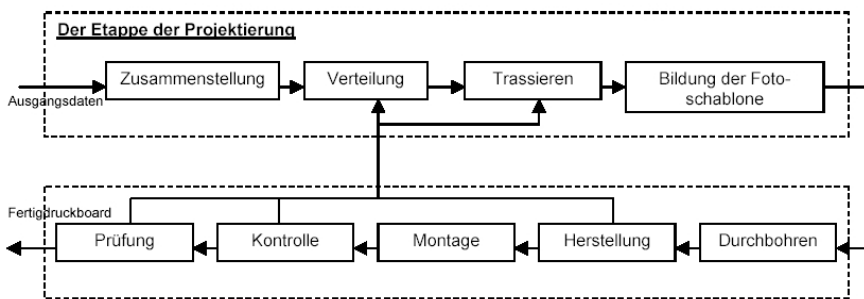 Der Etappe der Projektierung
Zusammenstellung
Verteilung
Trassieren
Bildung der Foto-
schablone
Ausgangsdaten
Fertigdruckboard
Prüfung
Kontrolle
Montage
Herstellung
Durchbohren